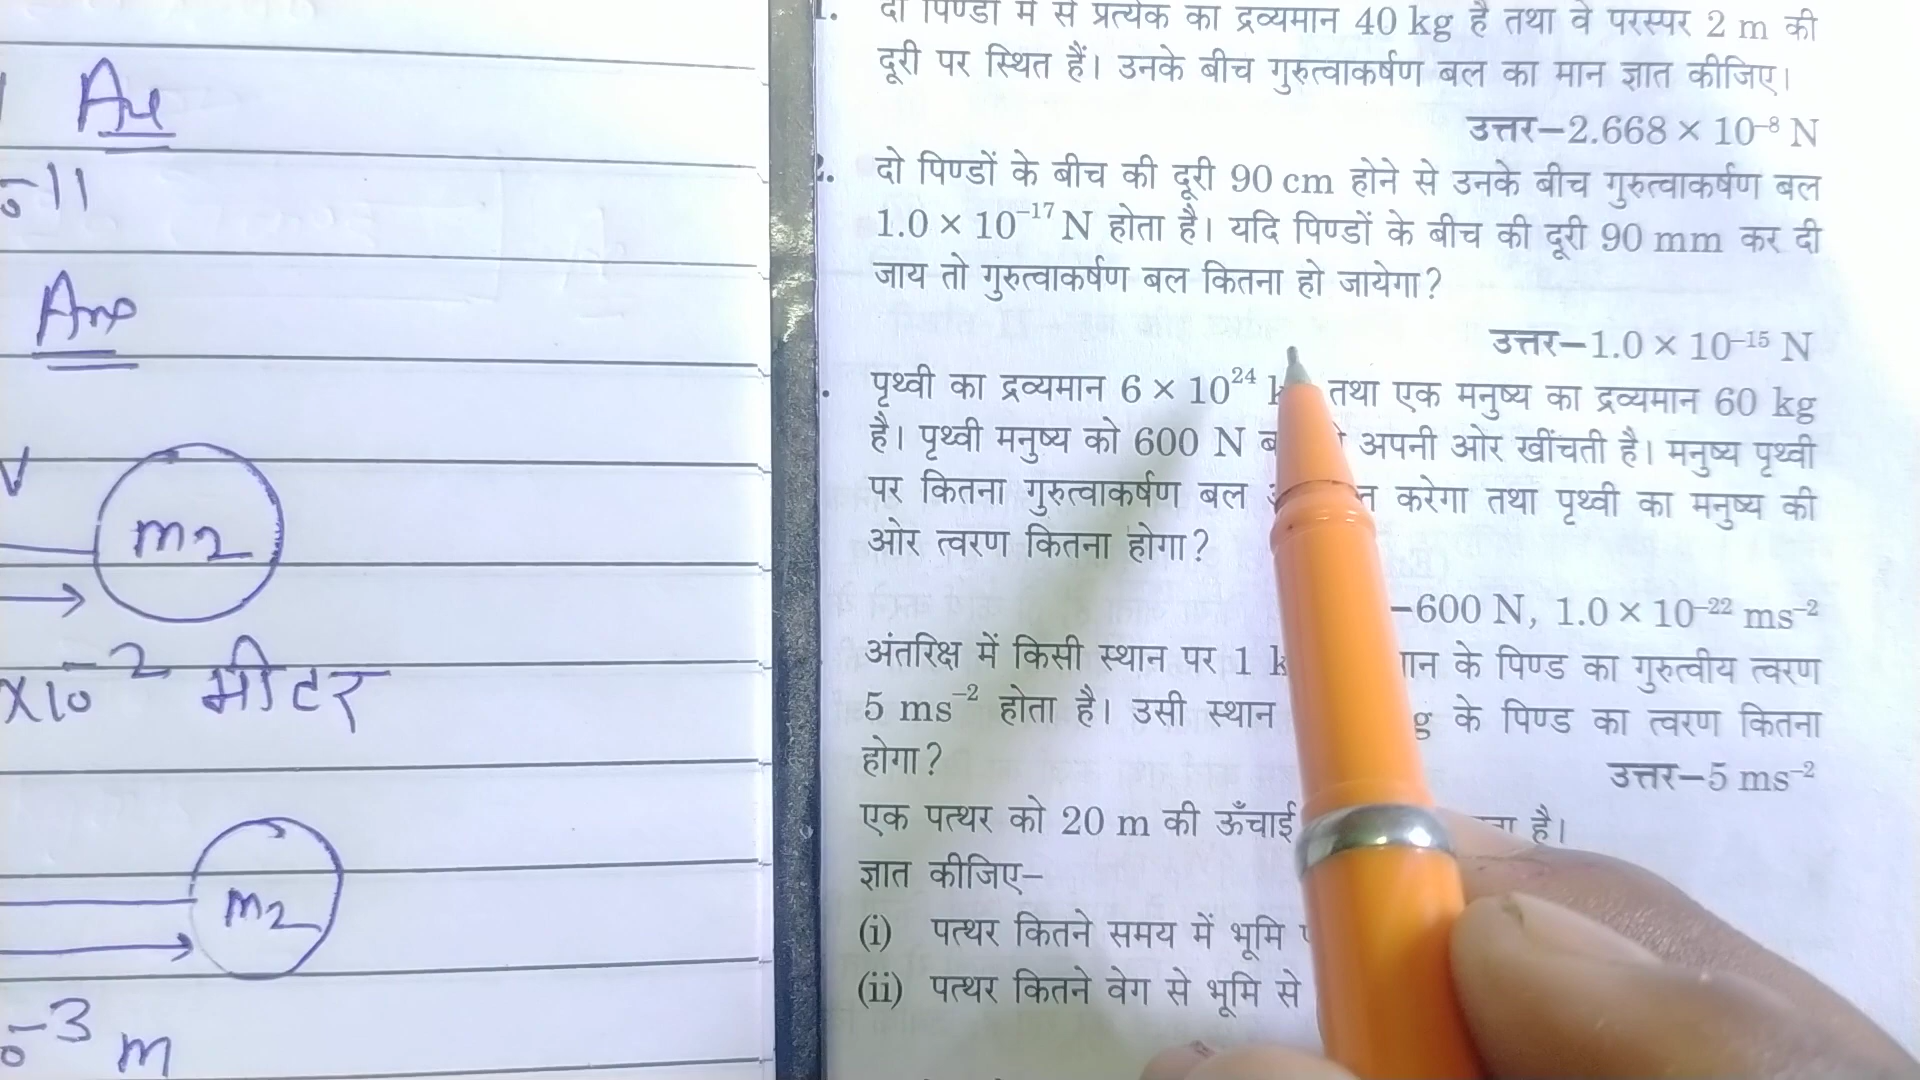 Ay
-11
Ans
m2
×10⁻² मीटर
m2
-3 m
1. दो पिण्डों में से प्रत्येक का द्रव्यमान 40 kg है तथा वे परस्पर 2 m की
दूरी पर स्थित हैं। उनके बीच गुरुत्वाकर्षण बल का मान ज्ञात कीजिए।
उत्तर–2.668 × 10⁻⁸ N
2. दो पिण्डों के बीच की दूरी 90 cm होने से उनके बीच गुरुत्वाकर्षण बल
1.0 × 10⁻¹⁷ N होता है। यदि पिण्डों के बीच की दूरी 90 mm कर दी
जाय तो गुरुत्वाकर्षण बल कितना हो जायेगा?
उत्तर–1.0 × 10⁻¹⁵ N
पृथ्वी का द्रव्यमान 6 × 10²⁴ तथा एक मनुष्य का द्रव्यमान 60 kg
है। पृथ्वी मनुष्य को 600 N अपनी ओर खींचती है। मनुष्य पृथ्वी
पर कितना गुरुत्वाकर्षण बल करेगा तथा पृथ्वी का मनुष्य की
ओर त्वरण कितना होगा?
–600 N, 1.0 × 10⁻²² ms⁻²
अंतरिक्ष में किसी स्थान पर 1 के पिण्ड का गुरुत्वीय त्वरण
5 ms⁻² होता है। उसी स्थान g के पिण्ड का त्वरण कितना
होगा? उत्तर–5 ms⁻²
एक पत्थर को 20 m की ऊँचाई है।
ज्ञात कीजिए–
(i) पत्थर कितने समय में भूमि
(ii) पत्थर कितने वेग से भूमि से